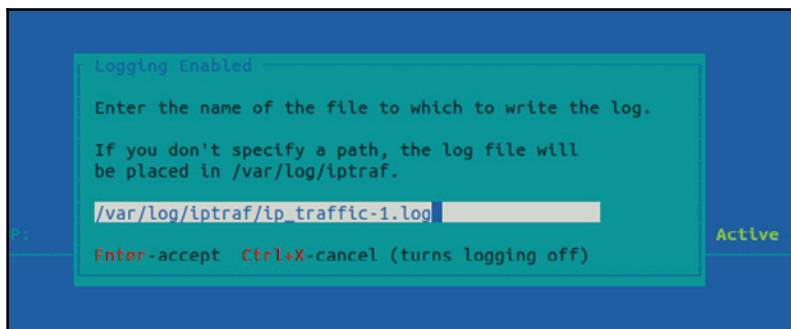 Logging Enabled
Enter the name of the file to which to write the log.
If you don't specify a path, the log file will
be placed in /var/log/iptraf.
/var/log/iptraf/ip_traffic-1.log
P:
Active
Enter-accept Ctrl+X-cancel (turns logging off)